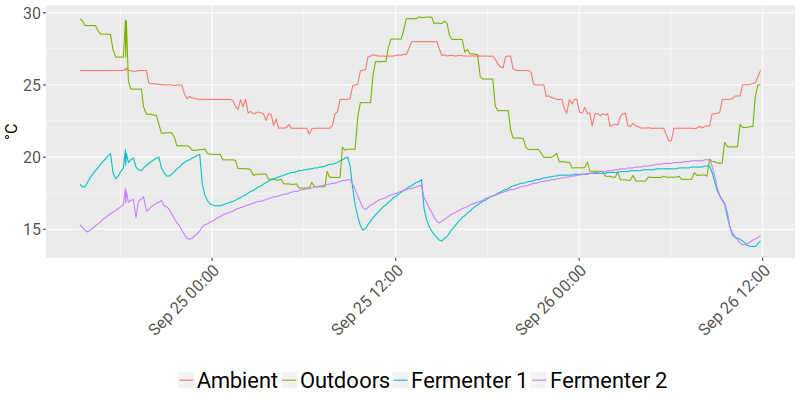 30
25
20
15
°C
Sep 25 00:00
Sep 25 12:00
Sep 26 00:00
Sep 26 12:00
Ambient Outdoors Fermenter 1 Fermenter 2